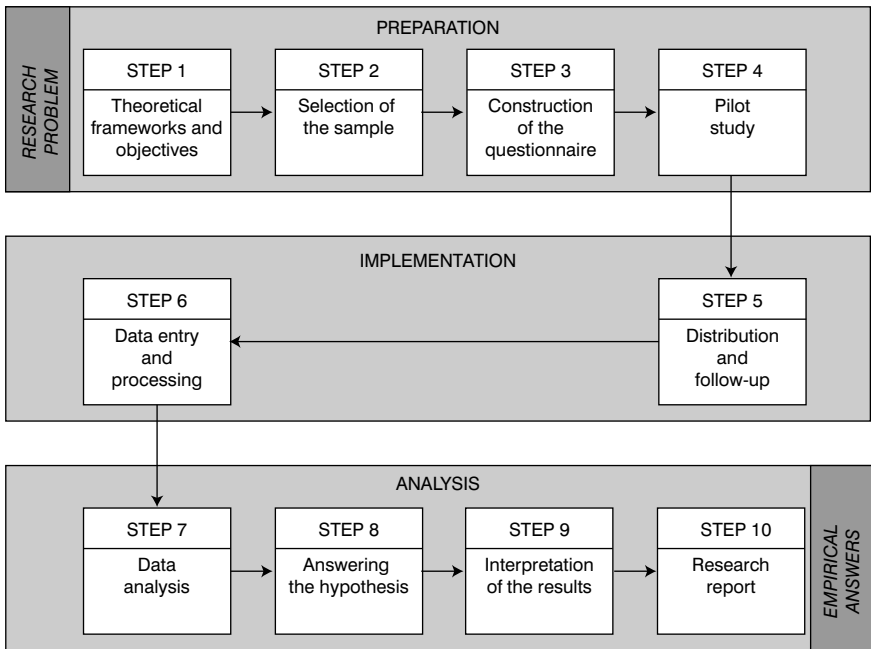 PREPARATION
RESEARCH
PROBLEM
STEP 1
Theoretical
frameworks and
objectives
STEP 2
Selection of
the sample
STEP 3
Construction
of the
questionnaire
STEP 4
Pilot
study
IMPLEMENTATION
STEP 6
Data entry
and
processing
STEP 5
Distribution
and
follow-up
ANALYSIS
STEP 7
Data
analysis
STEP 8
Answering
the hypothesis
STEP 9
Interpretation
of the results
STEP 10
Research
report
EMPIRICAL
ANSWERS